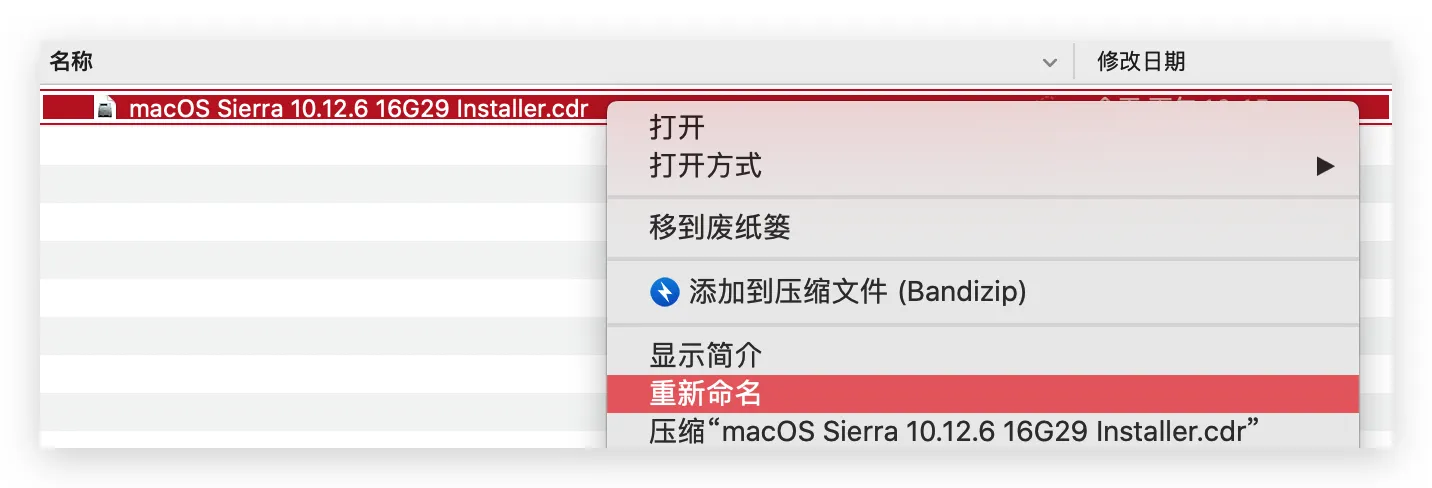 名称 修改日期
macOS Sierra 10.12.6 16G29 Installer.cdr
打开
打开方式
移到废纸篓
添加到压缩文件 (Bandizip)
显示简介
重新命名
压缩“macOS Sierra 10.12.6 16G29 Installer.cdr”